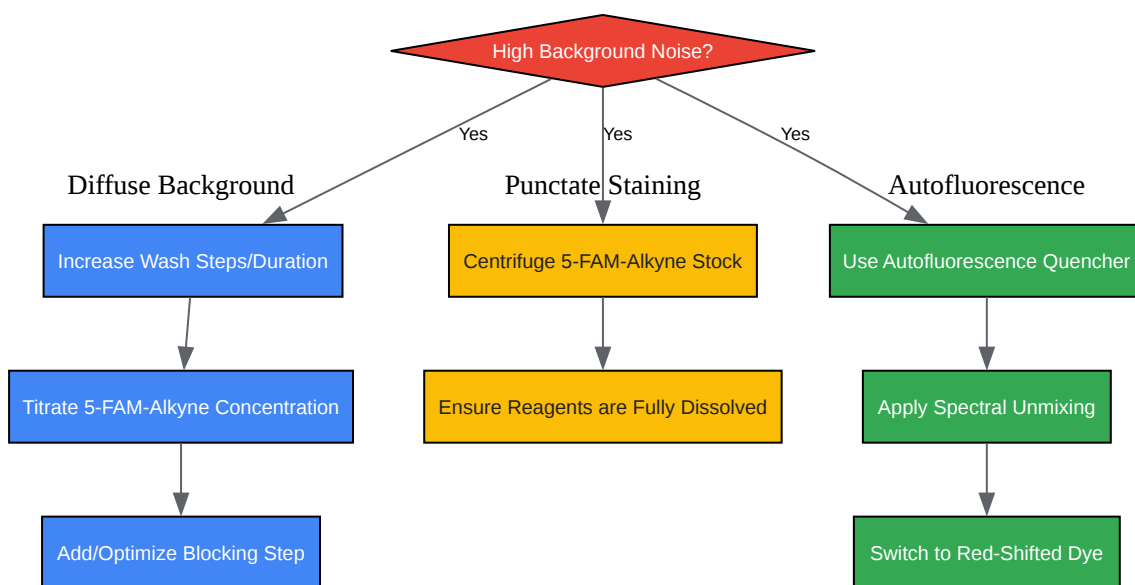 High Background Noise?
Yes
Yes
Yes
Diffuse Background
Punctate Staining
Autofluorescence
Increase Wash Steps/Duration
Centrifuge 5-FAM-Alkyne Stock
Use Autofluorescence Quencher
Titrate 5-FAM-Alkyne Concentration
Ensure Reagents are Fully Dissolved
Apply Spectral Unmixing
Add/Optimize Blocking Step
Switch to Red-Shifted Dye